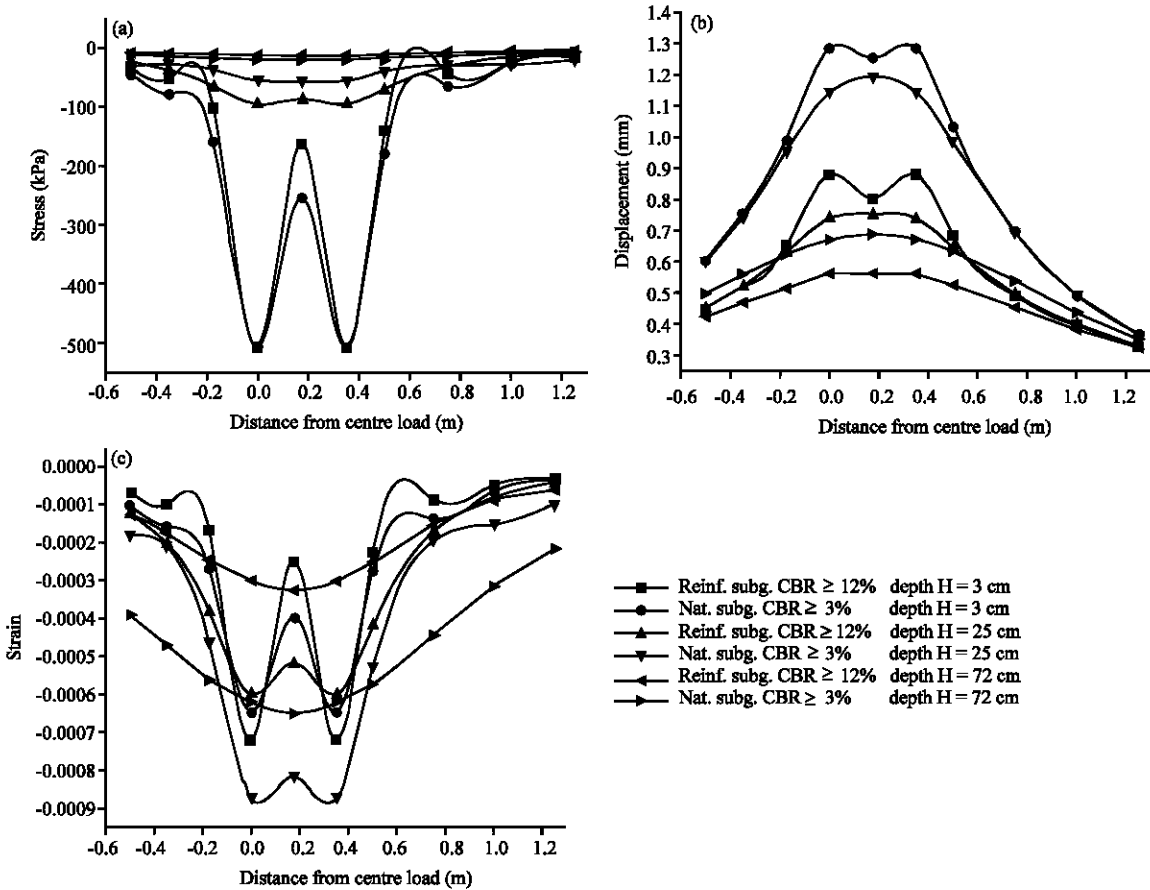 (a)
0
-100
-500
-300
-400
-500
Stress (kPa)
-0.6 -0.4 -0.2 0.0 0.2 0.4 0.6 0.8 1.0 1.2
Distance from centre load (m)
(b)
1.4
1.3
1.2
1.1
1.0
0.9
0.8
0.7
0.6
0.5
0.4
0.3
Displacement (mm)
-0.6 -0.4 -0.2 0.0 0.2 0.4 0.6 0.8 1.0 1.2
Distance from centre load (m)
(c)
0.0000
-0.0001
-0.0002
-0.0003
-0.0004
-0.0005
-0.0006
-0.0007
-0.0008
-0.0009
Strain
-0.6 -0.4 -0.2 0.0 0.2 0.4 0.6 0.8 1.0 1.2
Distance from centre load (m)
Reinf. subg. CBR ≥ 12% depth H = 3 cm
Nat. subg. CBR ≥ 3% depth H = 3 cm
Reinf. subg. CBR ≥ 12% depth H = 25 cm
Nat. subg. CBR ≥ 3% depth H = 25 cm
Reinf. subg. CBR ≥ 12% depth H = 72 cm
Nat. subg. CBR ≥ 3% depth H = 72 cm